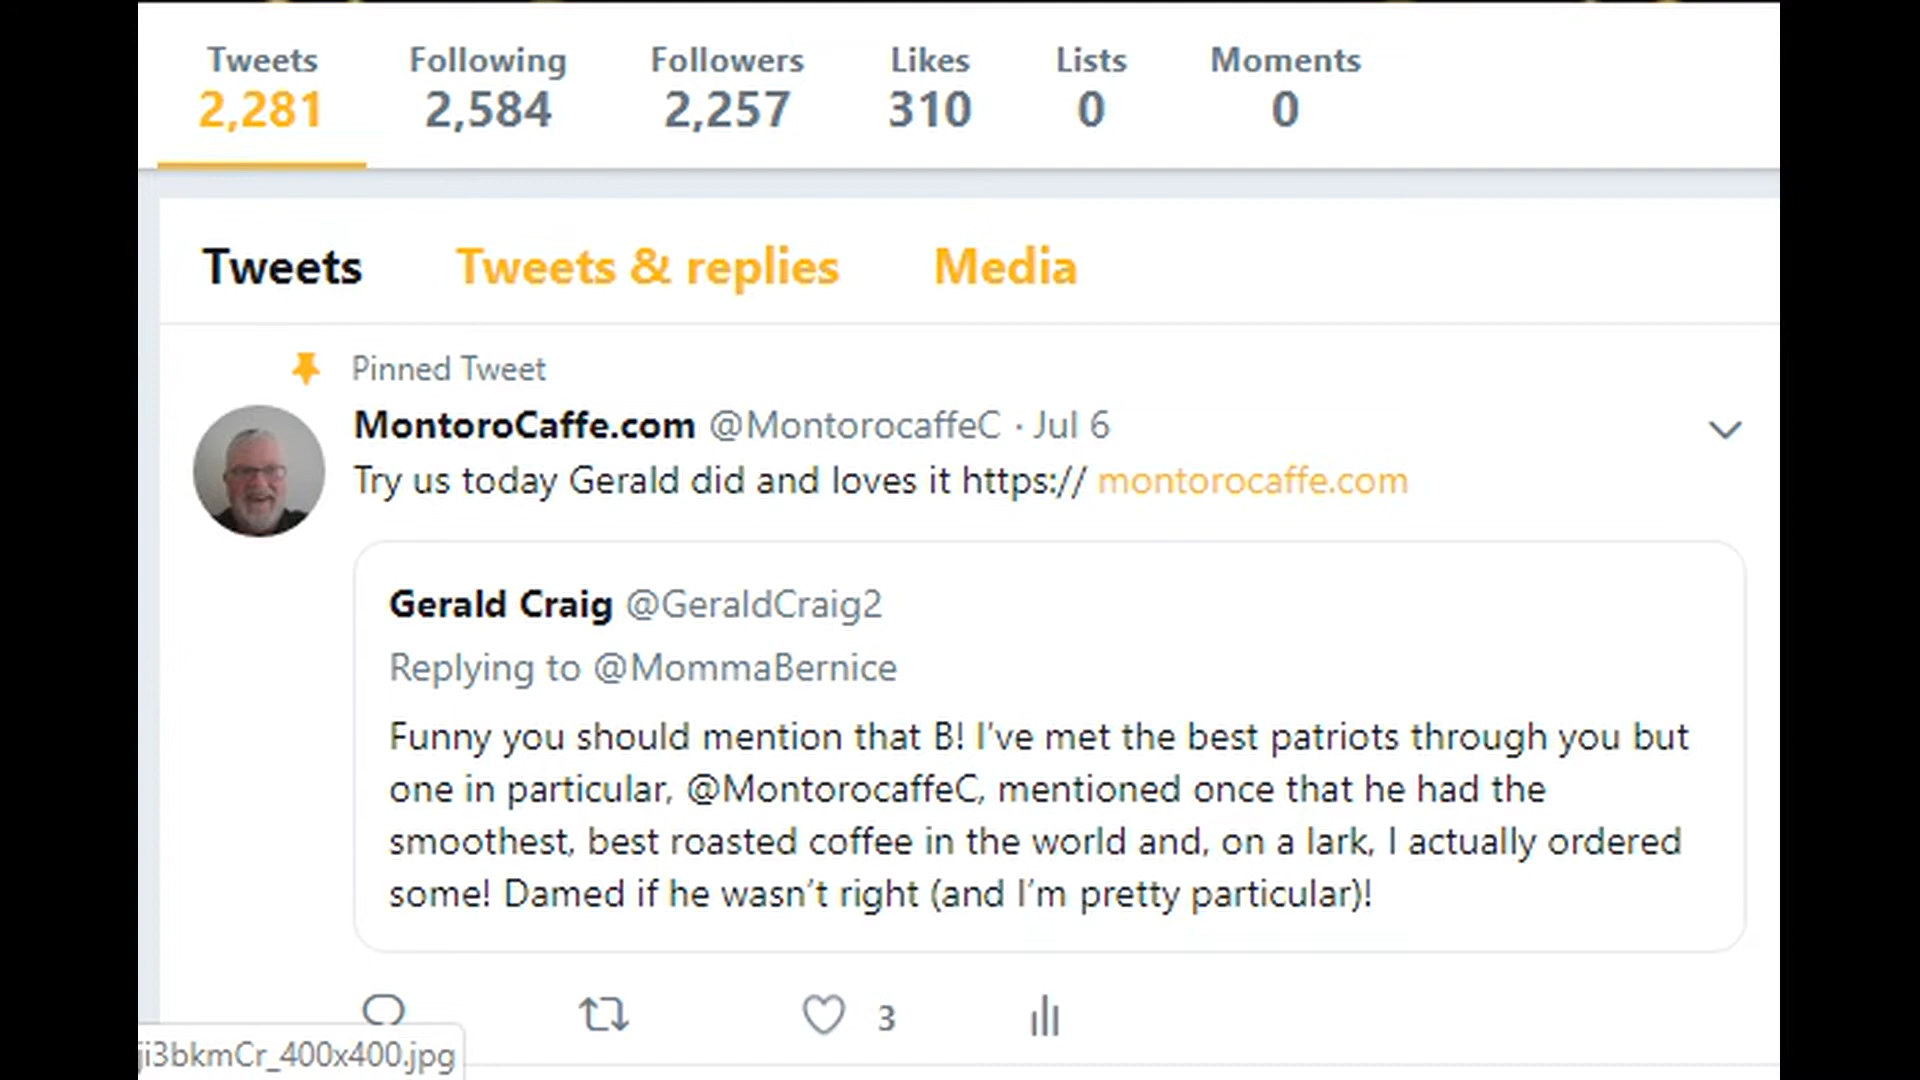 Tweets Following Followers Likes Lists Moments
2,281 2,584 2,257 310 0 0
Tweets Tweets & replies Media
Pinned Tweet
MontoroCaffe.com @MontorocaffeC · Jul 6
Try us today Gerald did and loves it https:// montorocaffe.com
Gerald Craig @GeraldCraig2
Replying to @MommaBernice
Funny you should mention that B! I've met the best patriots through you but
one in particular, @MontorocaffeC, mentioned once that he had the
smoothest, best roasted coffee in the world and, on a lark, I actually ordered
some! Damed if he wasn't right (and I'm pretty particular)!
3
ji3bkmCr_400x400.jpg